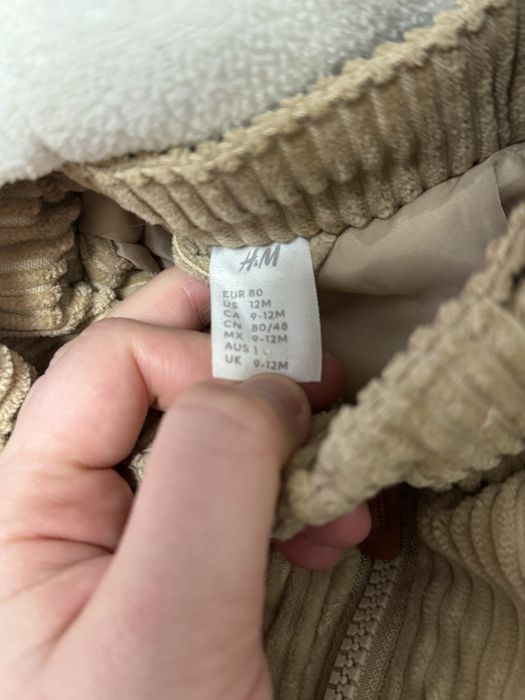 H&M
EUR 80
US 12M
CA 9-12M
CN 80/48
MX 9-12M
AUS 1
UK 9-12M